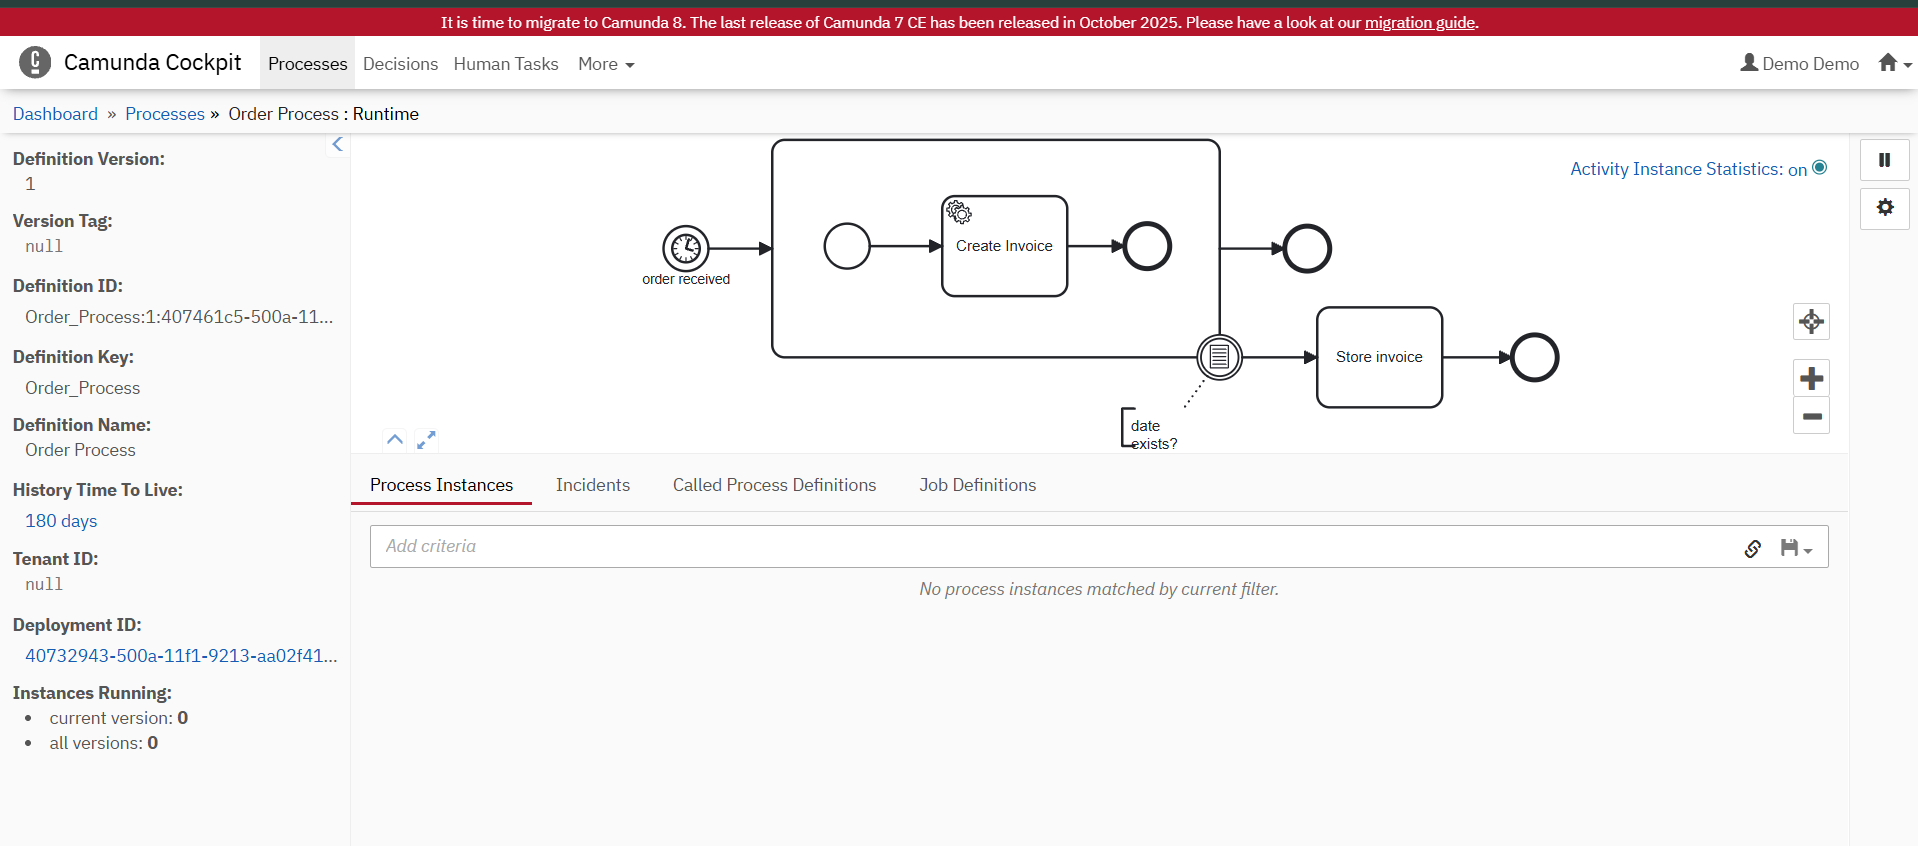 It is time to migrate to Camunda 8. The last release of Camunda 7 CE has been released in October 2025. Please have a look at our migration guide.
Camunda Cockpit Processes Decisions Human Tasks More Demo Demo
Dashboard » Processes » Order Process : Runtime
Definition Version:
1
Version Tag:
null
Definition ID:
Order_Process:1:407461c5-500a-11...
Definition Key:
Order_Process
Definition Name:
Order Process
History Time To Live:
180 days
Tenant ID:
null
Deployment ID:
40732943-500a-11f1-9213-aa02f41...
Instances Running:
current version: 0
all versions: 0
Activity Instance Statistics: on
order received
Create Invoice
Store invoice
date
exists?
Process Instances Incidents Called Process Definitions Job Definitions
Add criteria
No process instances matched by current filter.